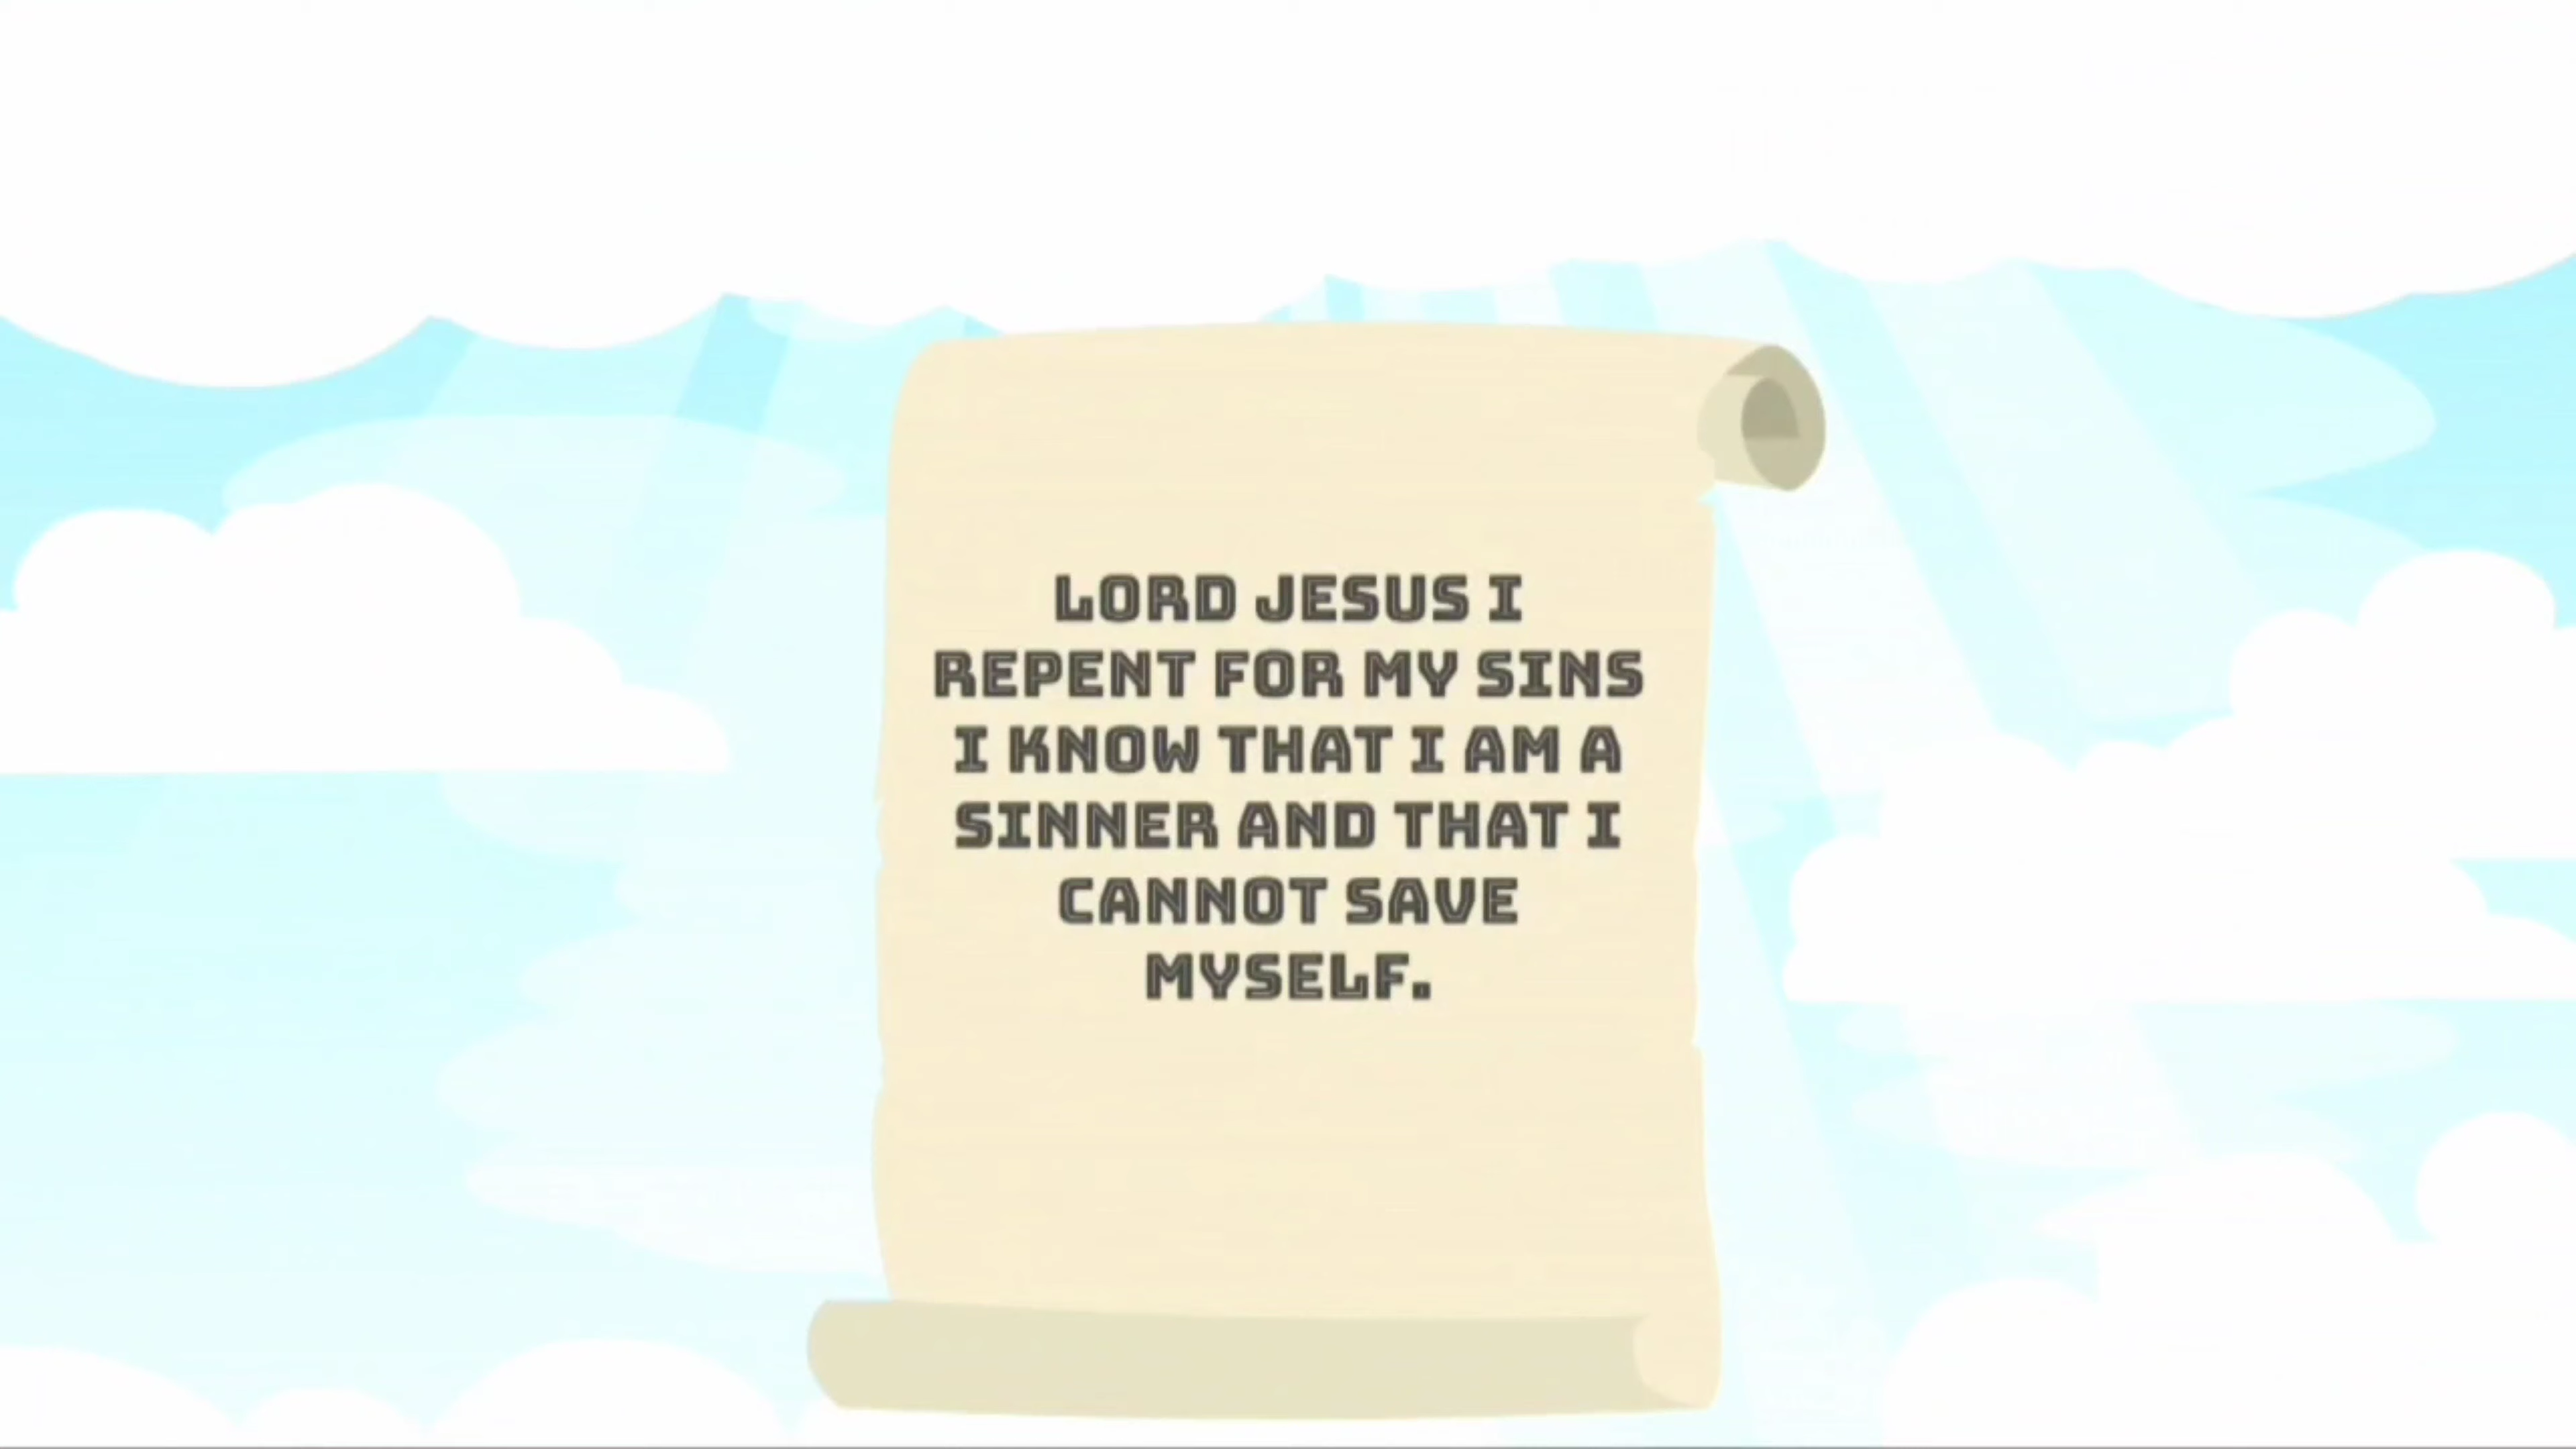 LORD JESUS I
REPENT FOR MY SINS
I KNOW THAT I AM A
SINNER AND THAT I
CANNOT SAVE
MYSELF.